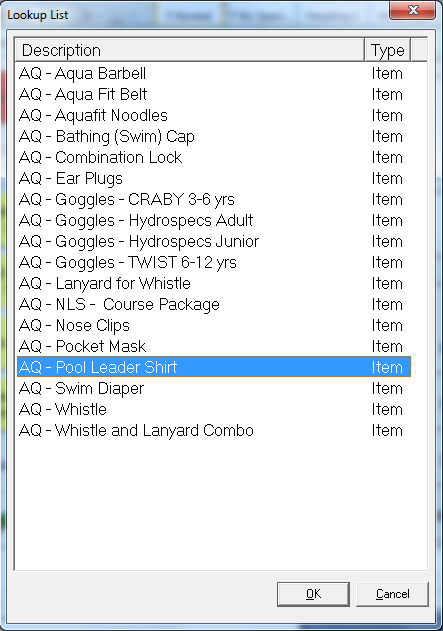 Lookup List
Description Type
AQ - Aqua Barbell Item
AQ - Aqua Fit Belt Item
AQ - Aquafit Noodles Item
AQ - Bathing (Swim) Cap Item
AQ - Combination Lock Item
AQ - Ear Plugs Item
AQ - Goggles - CRABY 3-6 yrs Item
AQ - Goggles - Hydrospecs Adult Item
AQ - Goggles - Hydrospecs Junior Item
AQ - Goggles - TWIST 6-12 yrs Item
AQ - Lanyard for Whistle Item
AQ - NLS - Course Package Item
AQ - Nose Clips Item
AQ - Pocket Mask Item
AQ - Pool Leader Shirt Item
AQ - Swim Diaper Item
AQ - Whistle Item
AQ - Whistle and Lanyard Combo Item
OK Cancel